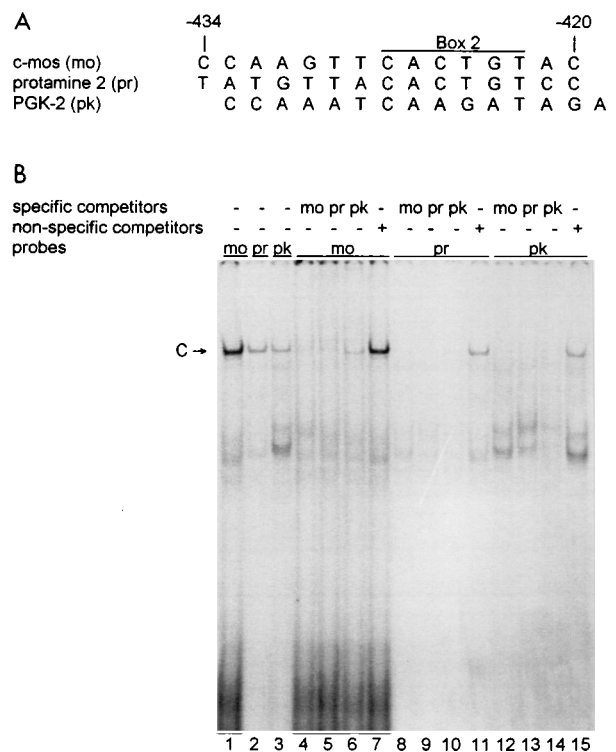 A
-434 -420
Box 2
c-mos (mo) C C A A G T T C A C T G T A C
protamine 2 (pr) T A T G T T A C A C T G T C C
PGK-2 (pk) C C A A A T C A A G A T A G A
B
specific competitors - - - mo pr pk - mo pr pk - mo pr pk -
non-specific competitors - - - - - - + - - - + - - - +
probes mo pr pk mo pr pk
C →
1 2 3 4 5 6 7 8 9 10 11 12 13 14 15